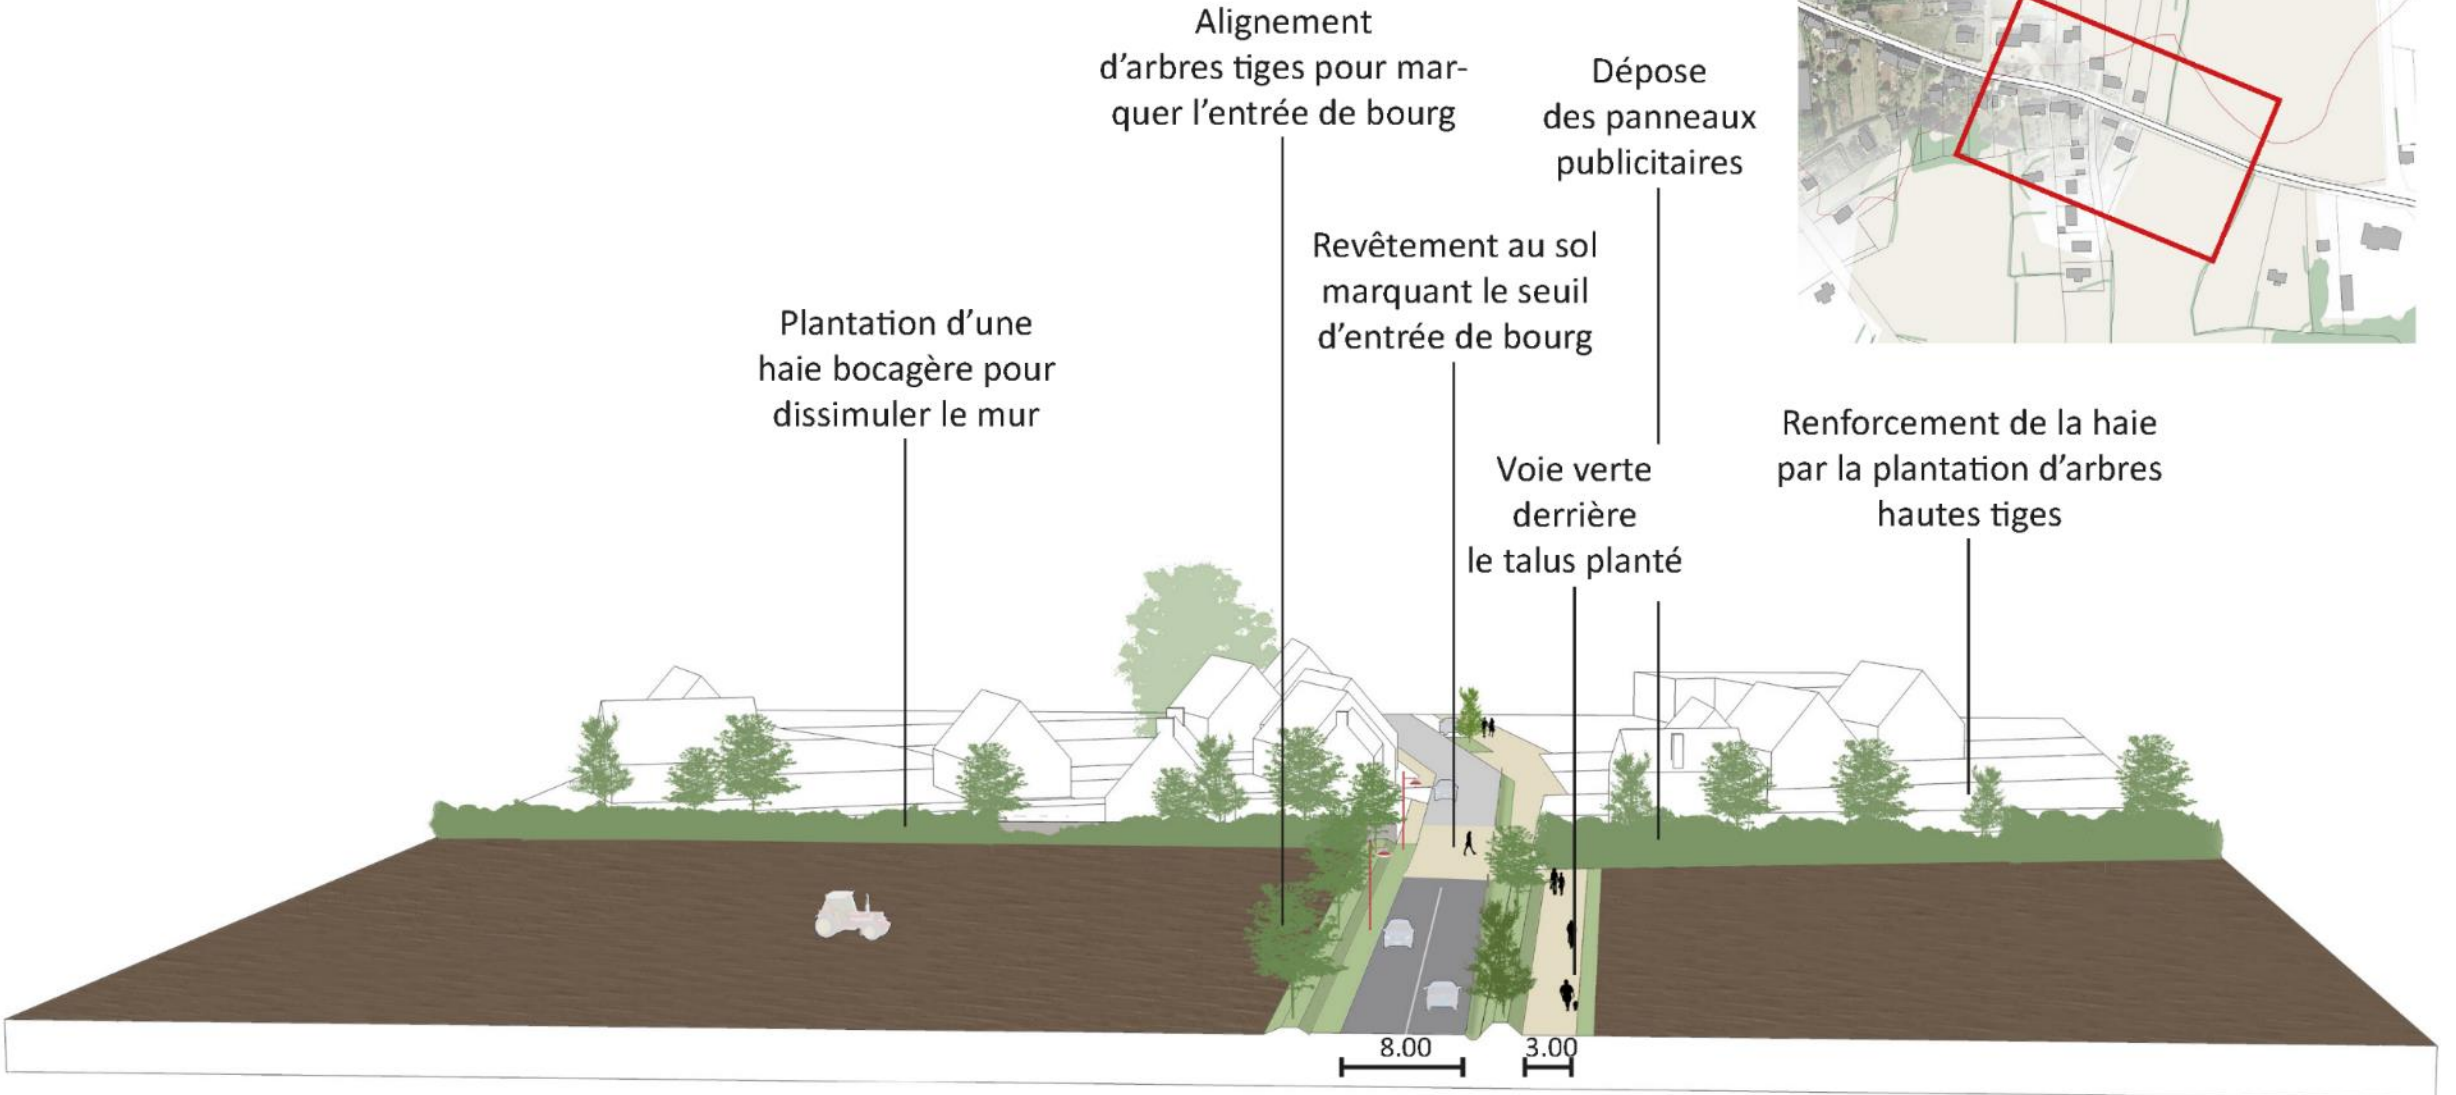 Alignement
d'arbres tiges pour mar-
quer l'entrée de bourg
Dépose
des panneaux
publicitaires
Revêtement au sol
marquant le seuil
d'entrée de bourg
Plantation d'une
haie bocagère pour
dissimuler le mur
Voie verte
derrière
le talus planté
Renforcement de la haie
par la plantation d'arbres
hautes tiges
8.00
3.00